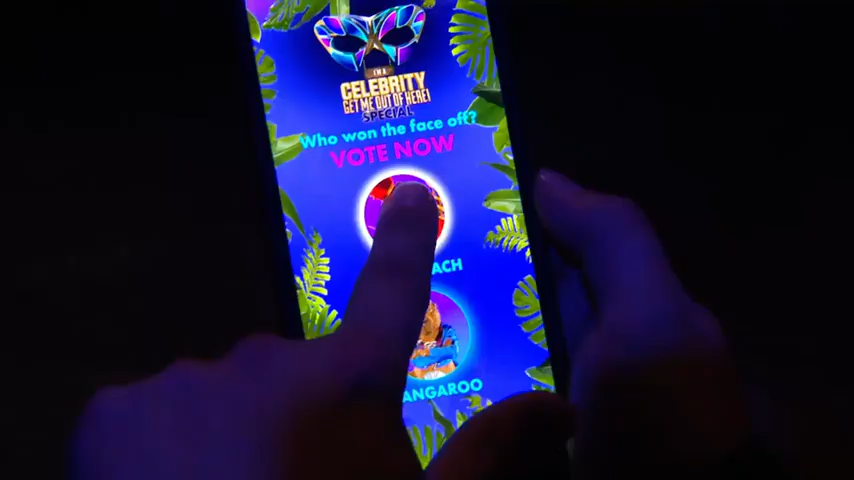 I'M A
CELEBRITY
GET ME OUT OF HERE!
SPECIAL
Who won the face off?
VOTE NOW
ACH
ANGAROO